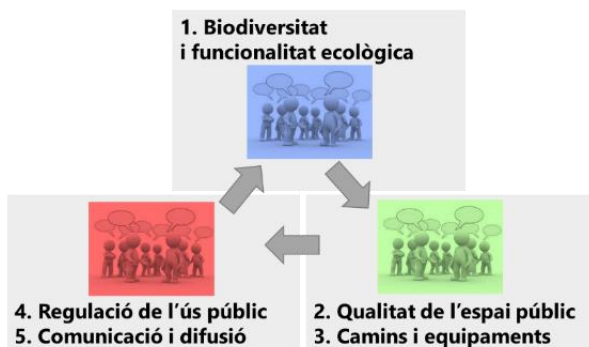 1. Biodiversitat
i funcionalitat ecològica
4. Regulació de l'ús públic
5. Comunicació i difusió
2. Qualitat de l'espai públic
3. Camins i equipaments